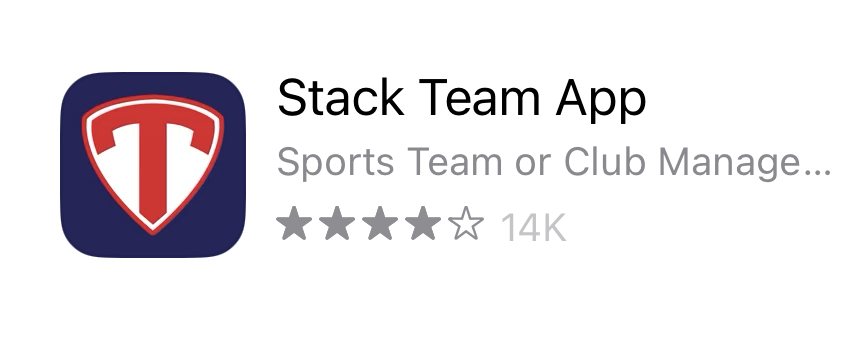 T
Stack Team App
Sports Team or Club Manage...
14K